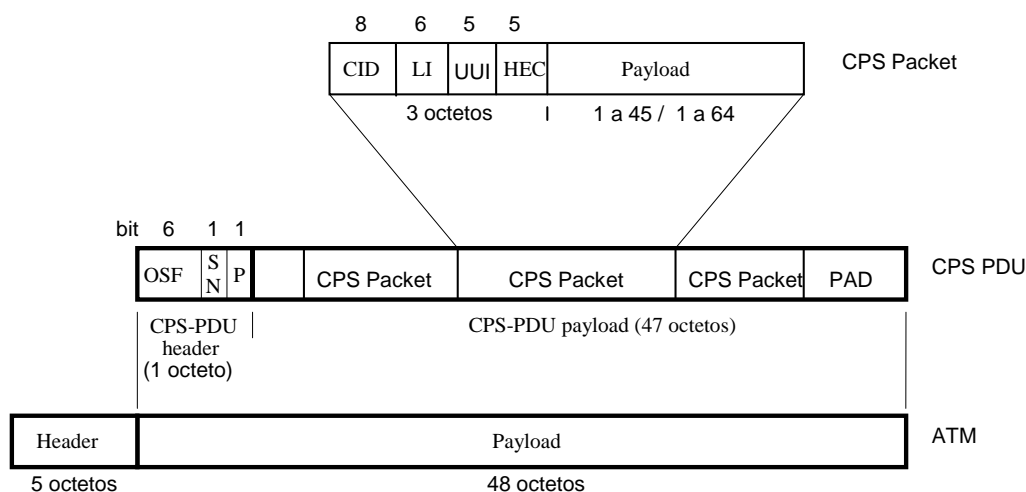 8 6 5 5
CID LI UUI HEC Payload CPS Packet
3 octetos I 1 a 45 / 1 a 64
bit 6 1 1
OSF S N P CPS Packet CPS Packet CPS Packet PAD CPS PDU
CPS-PDU header (1 octeto)
CPS-PDU payload (47 octetos)
Header Payload ATM
5 octetos 48 octetos